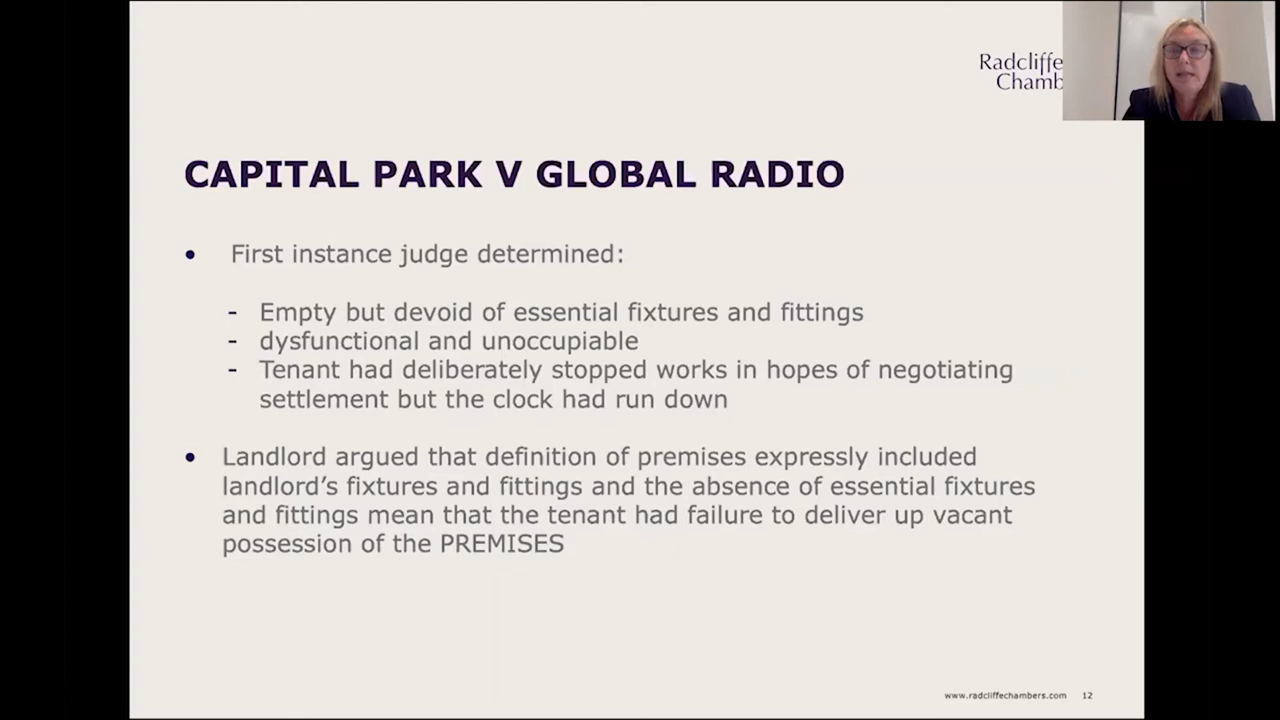 Radcliffe
Chamb
CAPITAL PARK V GLOBAL RADIO
• First instance judge determined:
- Empty but devoid of essential fixtures and fittings
- dysfunctional and unoccupiable
- Tenant had deliberately stopped works in hopes of negotiating
settlement but the clock had run down
• Landlord argued that definition of premises expressly included
landlord’s fixtures and fittings and the absence of essential fixtures
and fittings mean that the tenant had failure to deliver up vacant
possession of the PREMISES
www.radcliffechambers.com 12